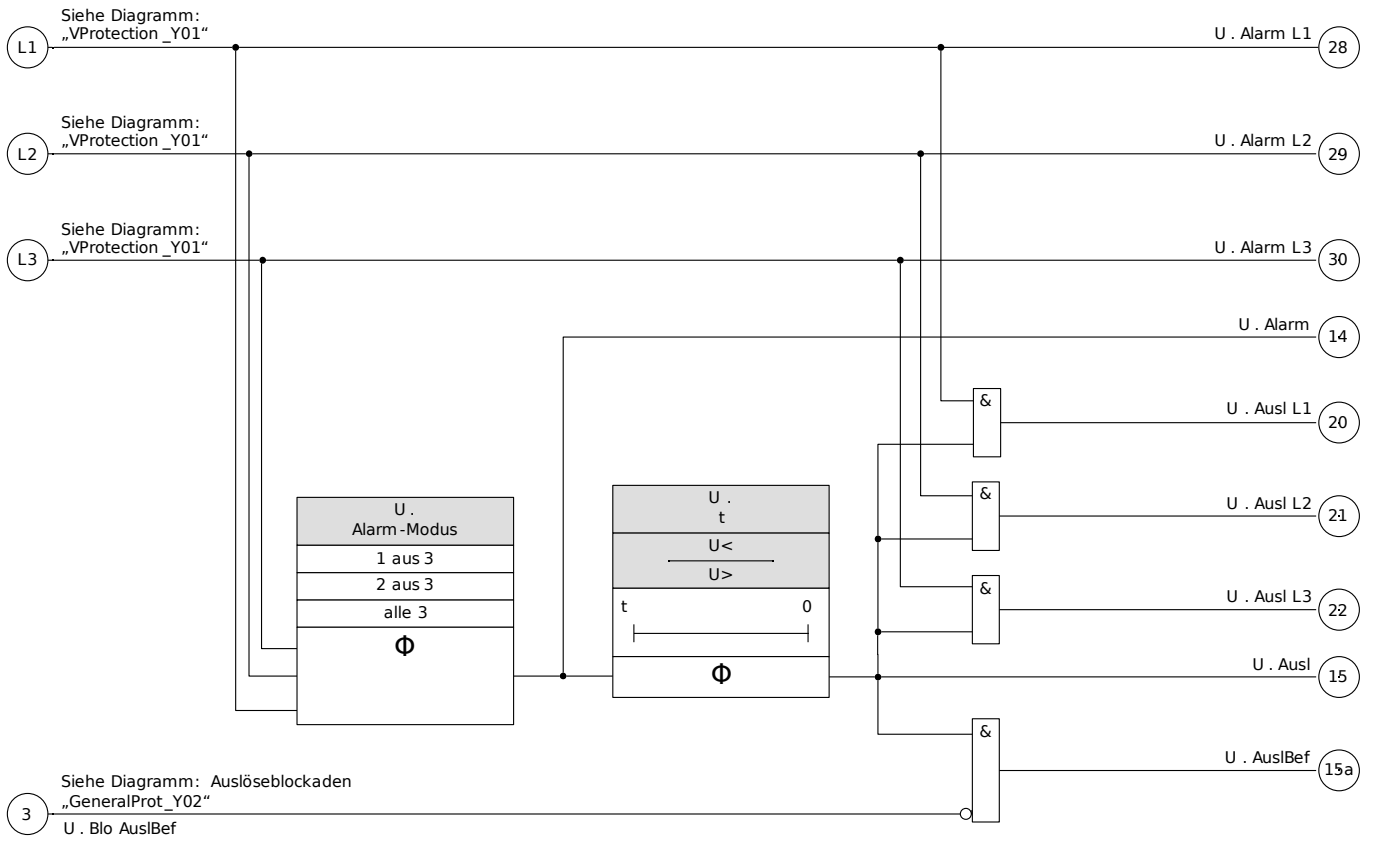 Siehe Diagramm:
„VProtection _Y01“
L1
U . Alarm L1
28
Siehe Diagramm:
„VProtection _Y01“
L2
U . Alarm L2
29
Siehe Diagramm:
„VProtection _Y01“
L3
U . Alarm L3
30
U . Alarm
14
&
U . Ausl L1
20
&
U . Ausl L2
21
U .
Alarm -Modus
1 aus 3
2 aus 3
alle 3
Φ
U .
t
U<
U>
t 0
Φ
&
U . Ausl L3
22
U . Ausl
15
&
U . AuslBef
15a
Siehe Diagramm: Auslöseblockaden
„GeneralProt _Y02“
3
U . Blo AuslBef